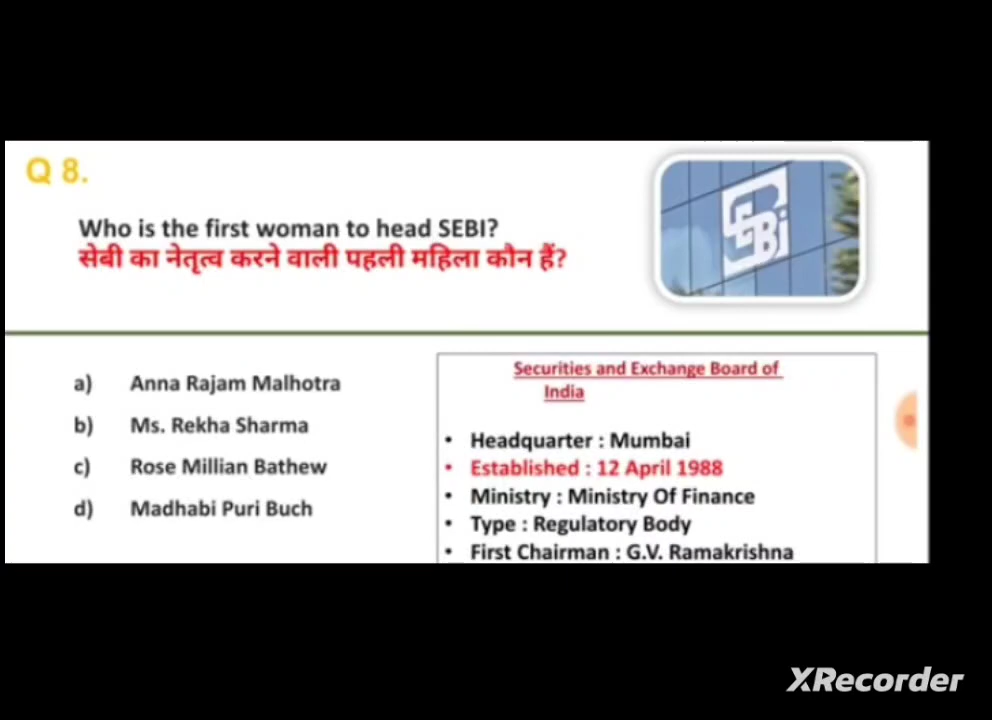 Q 8.
SEBI
Who is the first woman to head SEBI?
सेबी का नेतृत्व करने वाली पहली महिला कौन हैं?
a) Anna Rajam Malhotra
b) Ms. Rekha Sharma
c) Rose Millian Bathew
d) Madhabi Puri Buch
Securities and Exchange Board of
India
• Headquarter : Mumbai
• Established : 12 April 1988
• Ministry : Ministry Of Finance
• Type : Regulatory Body
• First Chairman : G.V. Ramakrishna
XRecorder